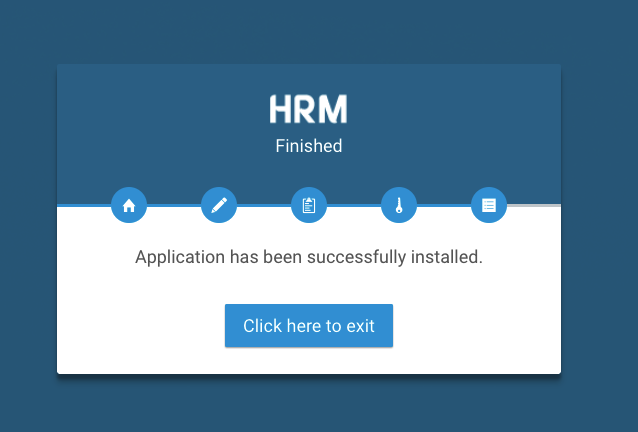 HRM
Finished
Application has been successfully installed.
Click here to exit